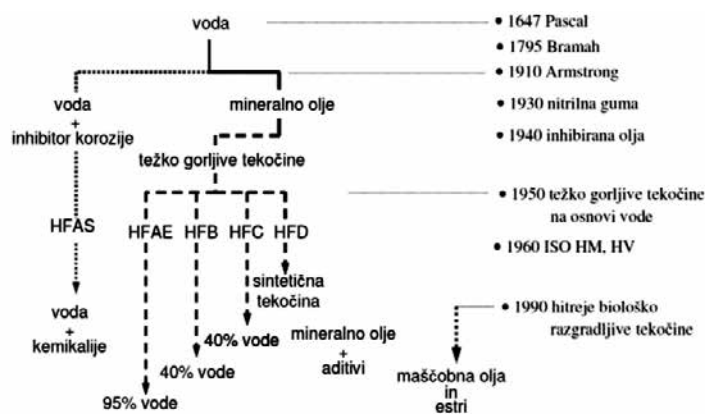 voda
voda
+
inhibitor korozije
mineralno olje
težko gorljive tekočine
HFAS
HFAE
HFB
HFC
HFD
sintetična
tekočina
voda
+
kemikalije
40% vode
40% vode
95% vode
mineralno olje
+
aditivi
maščobna olja
in
estri
• 1647 Pascal
• 1795 Bramah
• 1910 Armstrong
• 1930 nitrilna guma
• 1940 inhibirana olja
• 1950 težko gorljive tekočine
na osnovi vode
• 1960 ISO HM, HV
• 1990 hitreje biološko
razgradljive tekočine